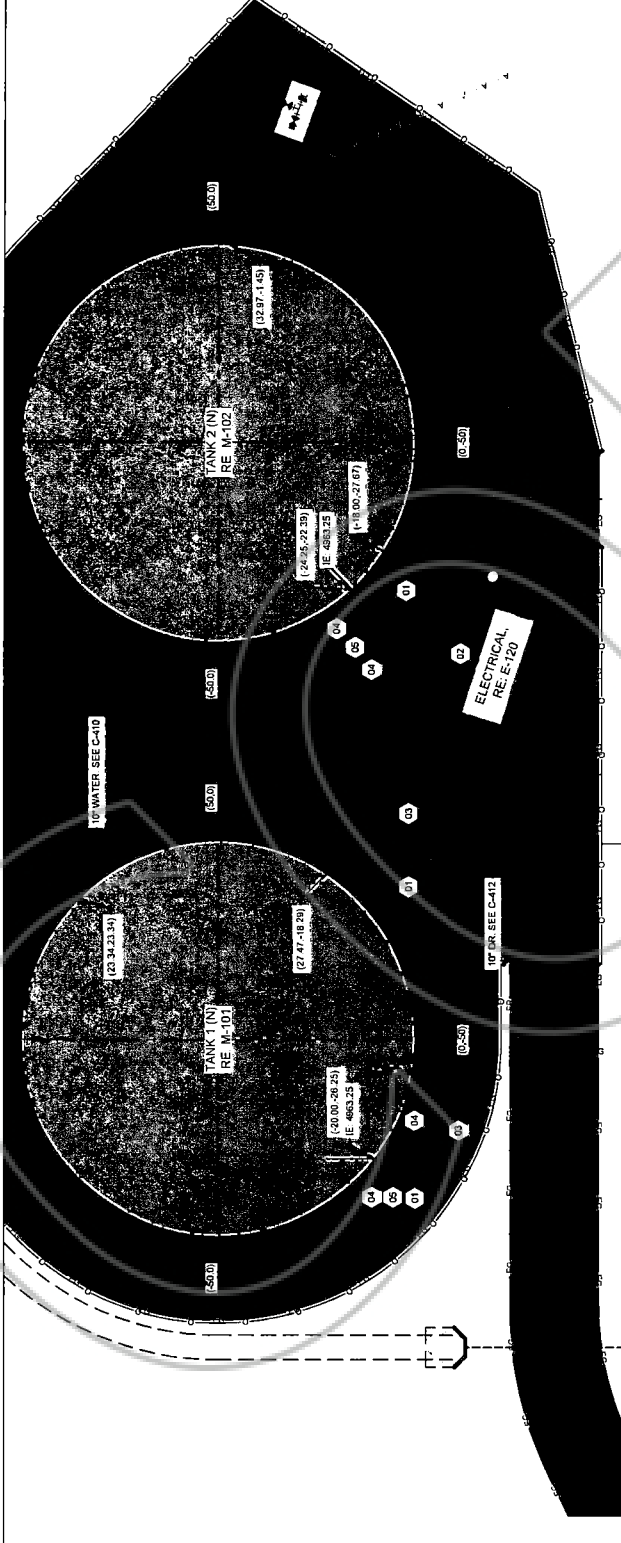 (50,0)
(32.97,-1.45)
TANK 2 (N)
RE M-102
(-18.00,-27.67)
(-24.25,-22.39)
IE 4963.25
(0,-50)
01
04
05
04
02
ELECTRICAL,
RE: E-120
(-50,0)
10" WATER SEE C-410
(50,0)
03
01
10" DR. SEE C-412
(23.34,23.34)
(27.47,-18.29)
TANK 1 (N)
RE M-101
(0,-50)
(-20.00,-26.25)
IE 4963.25
04
03
04
05
01
(-50,0)